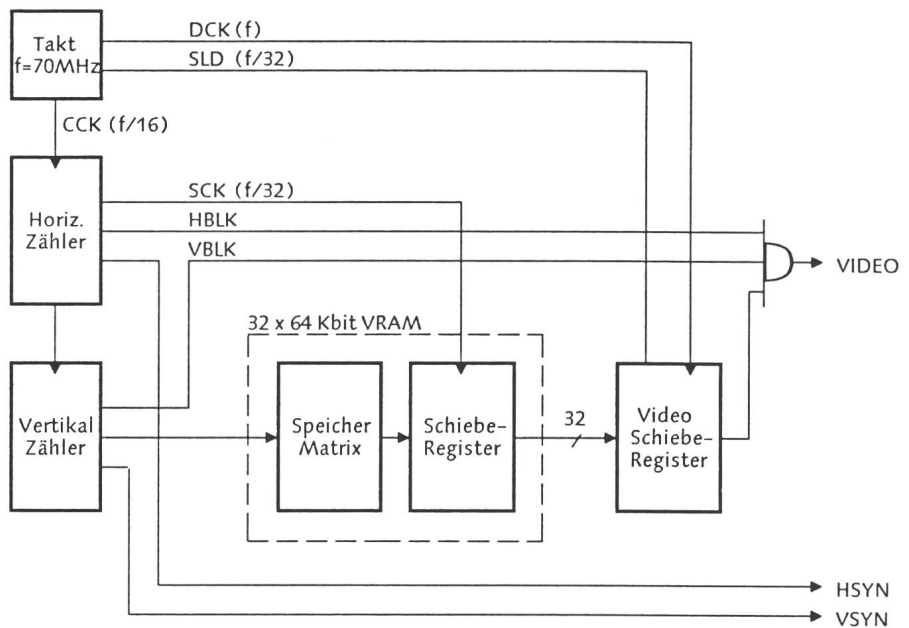 Takt
f=70MHz
DCK (f)
SLD (f/32)
CCK (f/16)
Horiz.
Zähler
SCK (f/32)
HBLK
VBLK
VIDEO
32 x 64 Kbit VRAM
Vertikal
Zähler
Speicher
Matrix
Schiebe-
Register
32
Video
Schiebe-
Register
HSYN
VSYN